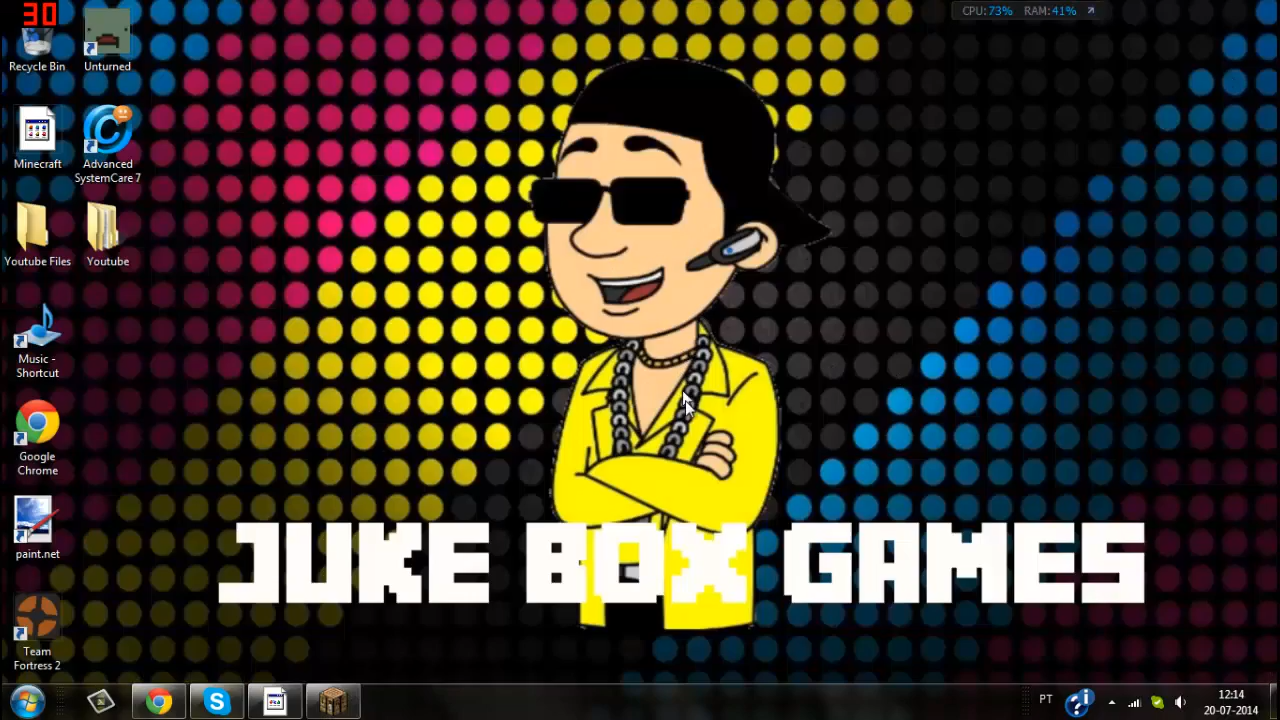 30
CPU:73% RAM:41%
Recycle Bin
Unturned
Minecraft
Advanced
SystemCare 7
Youtube Files
Youtube
Music -
Shortcut
Google
Chrome
paint.net
Team
Fortress 2
JUKE BOX GAMES
PT
12:14
20-07-2014